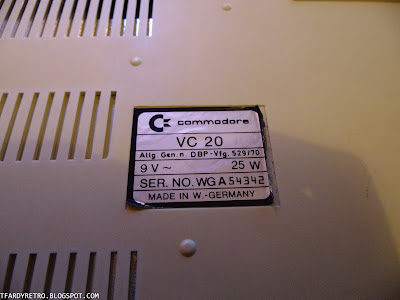 commodore
VC 20
Allg. Gen. n. DBP-Vfg. 529/70
9 V ~ 25 W
SER. NO. WG A 54342
MADE IN W.-GERMANY
TFARDYRETRO.BLOGSPOT.COM